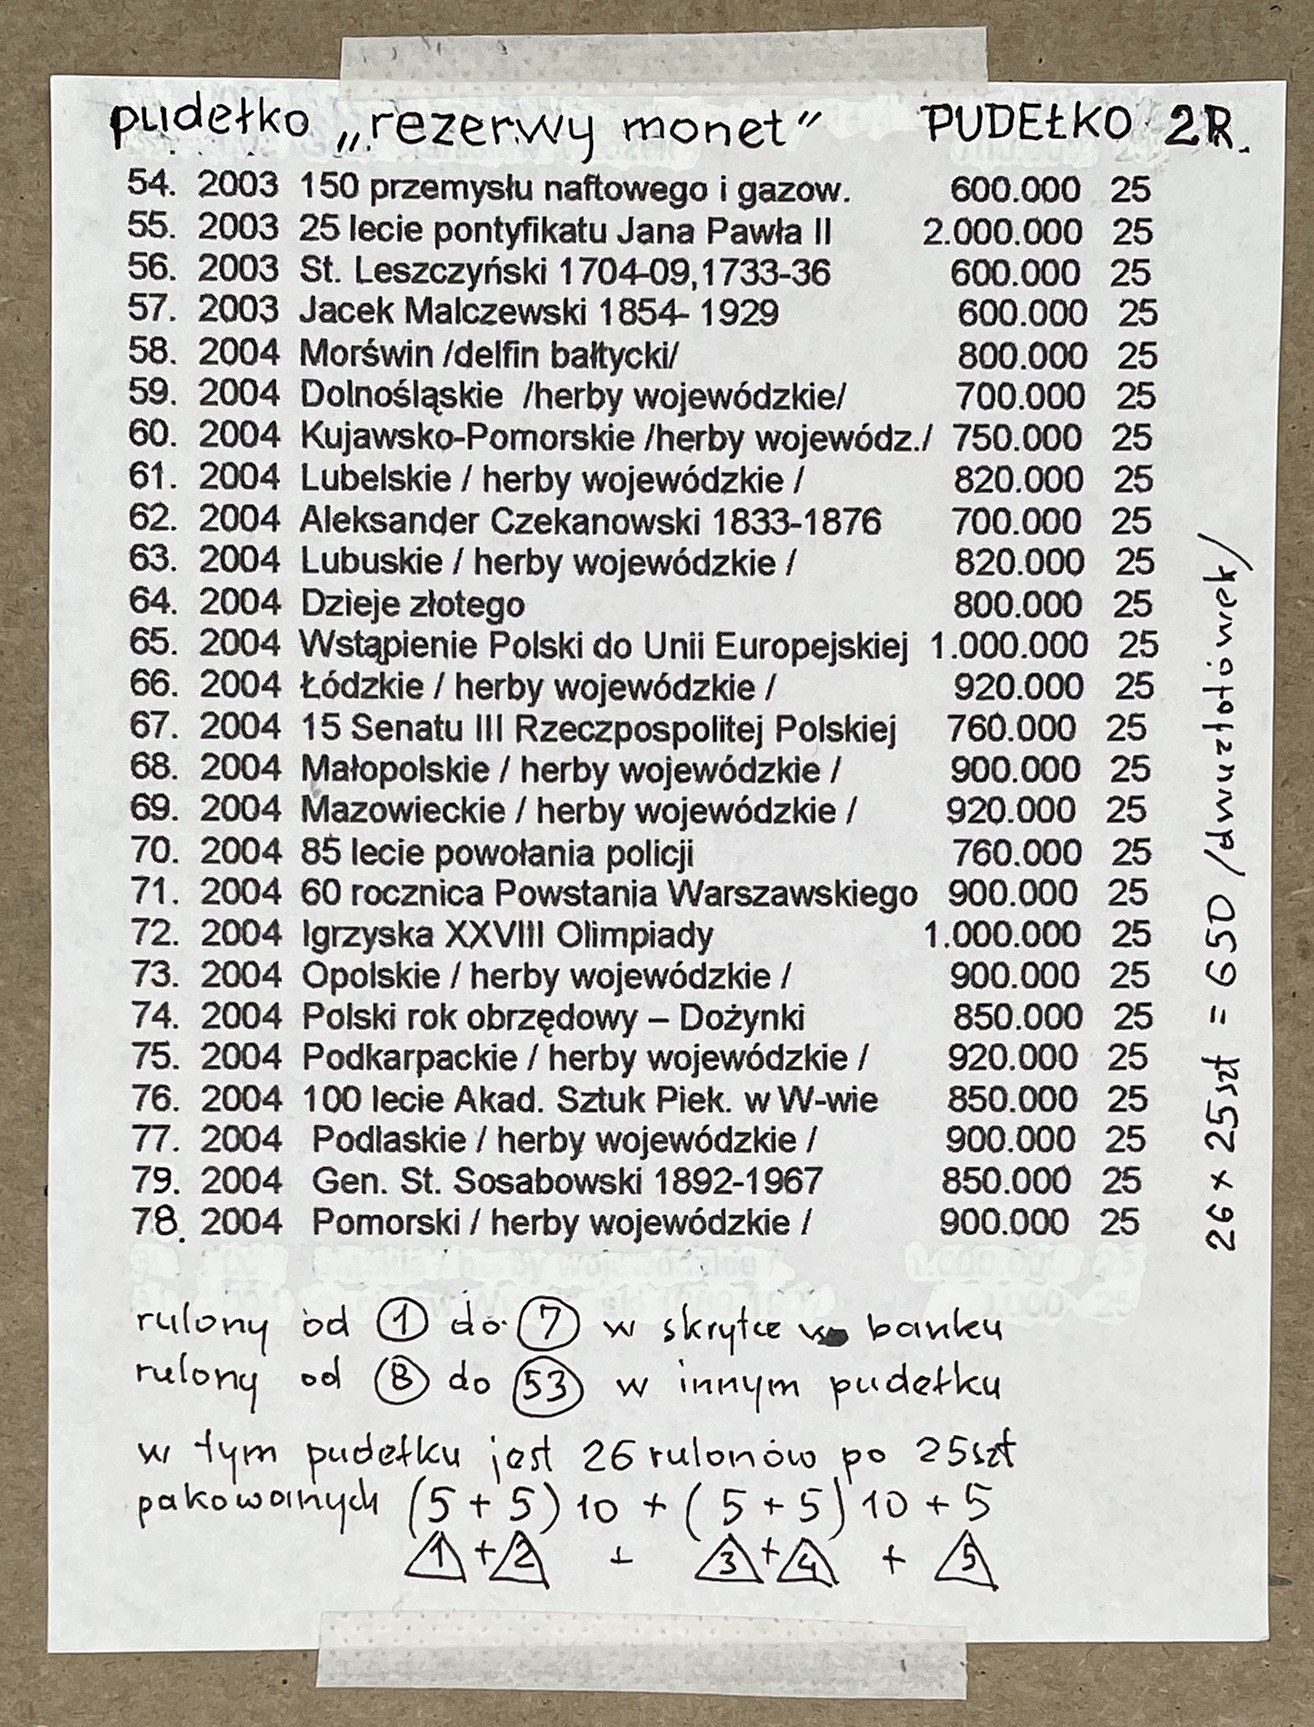 pudełko „rezerwy monet” PUDEŁKO 2R.
54. 2003 150 przemysłu naftowego i gazow. 600.000 25
55. 2003 25 lecie pontyfikatu Jana Pawła II 2.000.000 25
56. 2003 St. Leszczyński 1704-09,1733-36 600.000 25
57. 2003 Jacek Malczewski 1854- 1929 600.000 25
58. 2004 Morświn /delfin bałtycki/ 800.000 25
59. 2004 Dolnośląskie /herby wojewódzkie/ 700.000 25
60. 2004 Kujawsko-Pomorskie /herby wojewódz./ 750.000 25
61. 2004 Lubelskie / herby wojewódzkie / 820.000 25
62. 2004 Aleksander Czekanowski 1833-1876 700.000 25
63. 2004 Lubuskie / herby wojewódzkie / 820.000 25
64. 2004 Dzieje złotego 800.000 25
65. 2004 Wstąpienie Polski do Unii Europejskiej 1.000.000 25
66. 2004 Łódzkie / herby wojewódzkie / 920.000 25
67. 2004 15 Senatu III Rzeczpospolitej Polskiej 760.000 25
68. 2004 Małopolskie / herby wojewódzkie / 900.000 25
69. 2004 Mazowieckie / herby wojewódzkie / 920.000 25
70. 2004 85 lecie powołania policji 760.000 25
71. 2004 60 rocznica Powstania Warszawskiego 900.000 25
72. 2004 Igrzyska XXVIII Olimpiady 1.000.000 25
73. 2004 Opolskie / herby wojewódzkie / 900.000 25
74. 2004 Polski rok obrzędowy – Dożynki 850.000 25
75. 2004 Podkarpackie / herby wojewódzkie / 920.000 25
76. 2004 100 lecie Akad. Sztuk Piek. w W-wie 850.000 25
77. 2004 Podlaskie / herby wojewódzkie / 900.000 25
79. 2004 Gen. St. Sosabowski 1892-1967 850.000 25
78. 2004 Pomorski / herby wojewódzkie / 900.000 25
26 x 25szt = 650 /dwuzłotówek/
rulony od 1 do 7 w skrytce w banku
rulony od 8 do 53 w innym pudełku
w tym pudełku jest 26 rulonów po 25szt
pakowanych (5 + 5) 10 + (5 + 5) 10 + 5
1 + 2 + 3 + 4 + 5